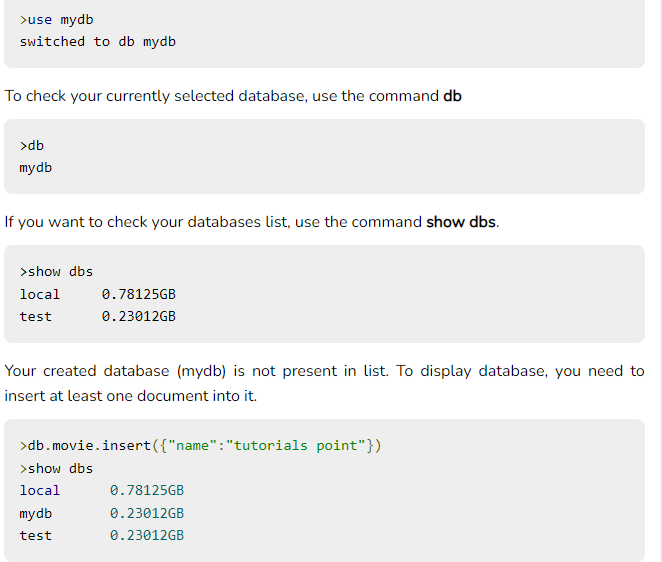 >use mydb
switched to db mydb
To check your currently selected database, use the command db
>db
mydb
If you want to check your databases list, use the command show dbs.
>show dbs
local     0.78125GB
test      0.23012GB
Your created database (mydb) is not present in list. To display database, you need to
insert at least one document into it.
>db.movie.insert({"name":"tutorials point"})
>show dbs
local      0.78125GB
mydb       0.23012GB
test       0.23012GB